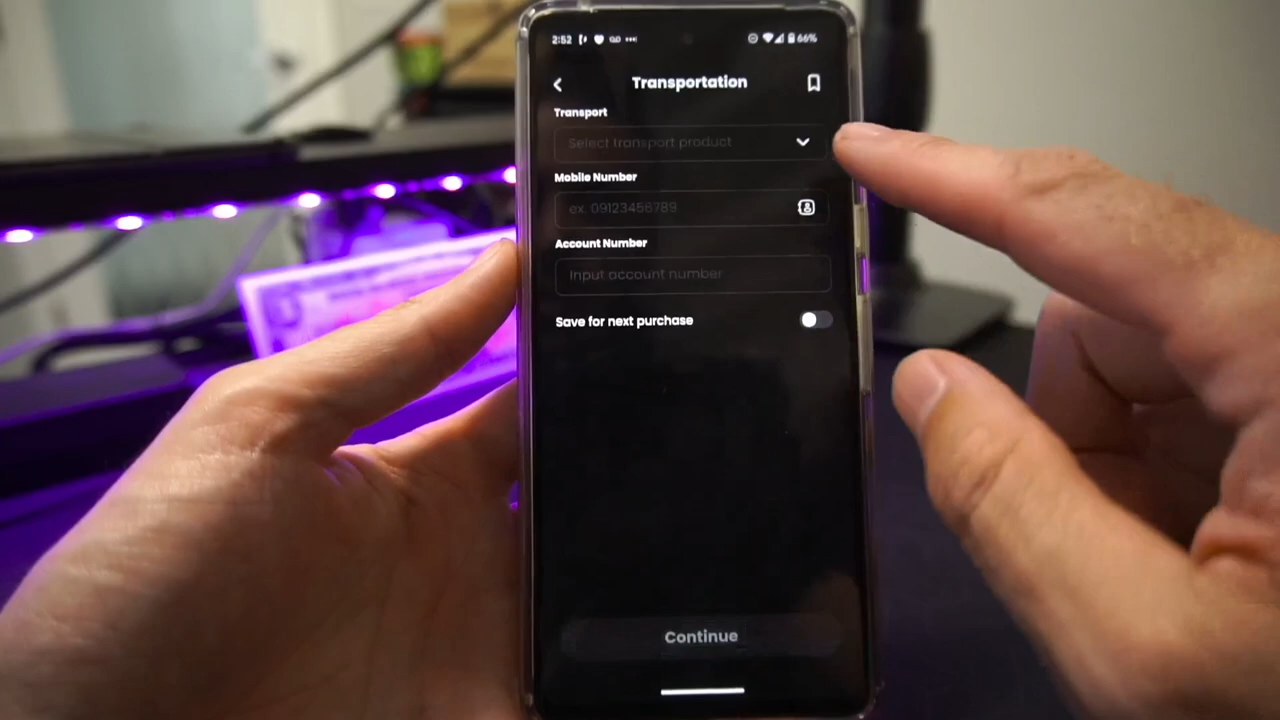 2:52
66%
Transportation
Transport
Select transport product
Mobile Number
ex. 09123456789
Account Number
Input account number
Save for next purchase
Continue